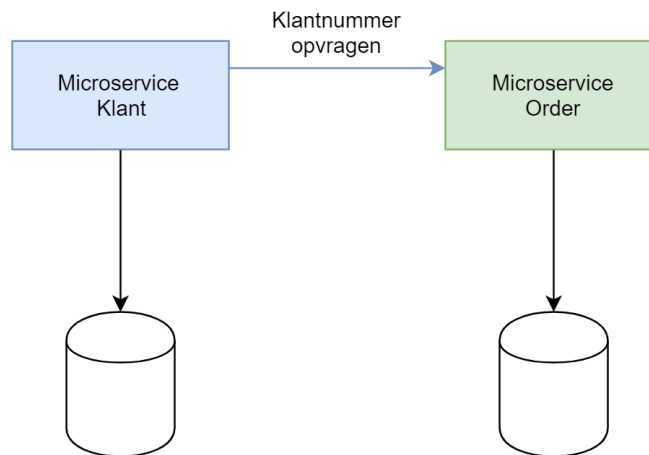 Klantnummer
opvragen
Microservice
Klant
Microservice
Order